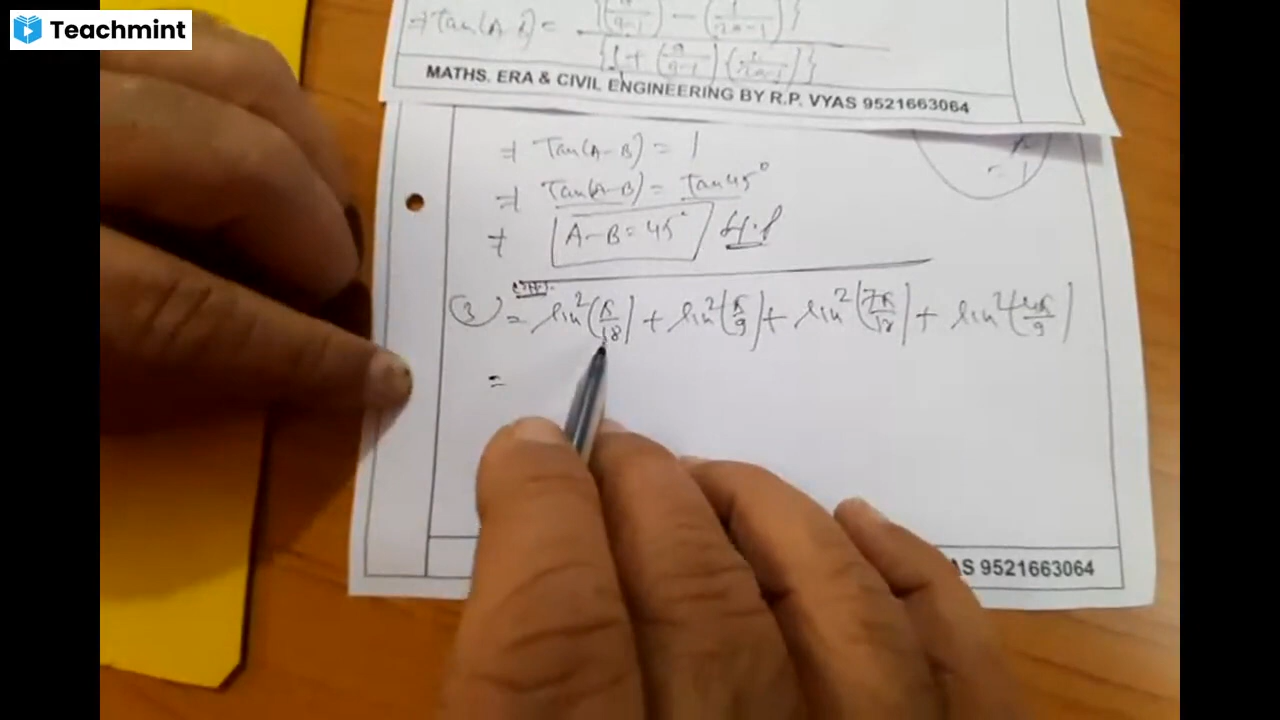 Teachmint
⇒ Tan(A-B) =
MATHS. ERA & CIVIL ENGINEERING BY R.P. VYAS 9521663064
⇒ Tan(A-B) = 1
⇒ Tan(A-B) = Tan45°
⇒ A-B = 45° H.P
(3) = sin²(π/18) + sin²(π/9) + sin²(7π/18) + sin²(4π/9)
=
AS 9521663064